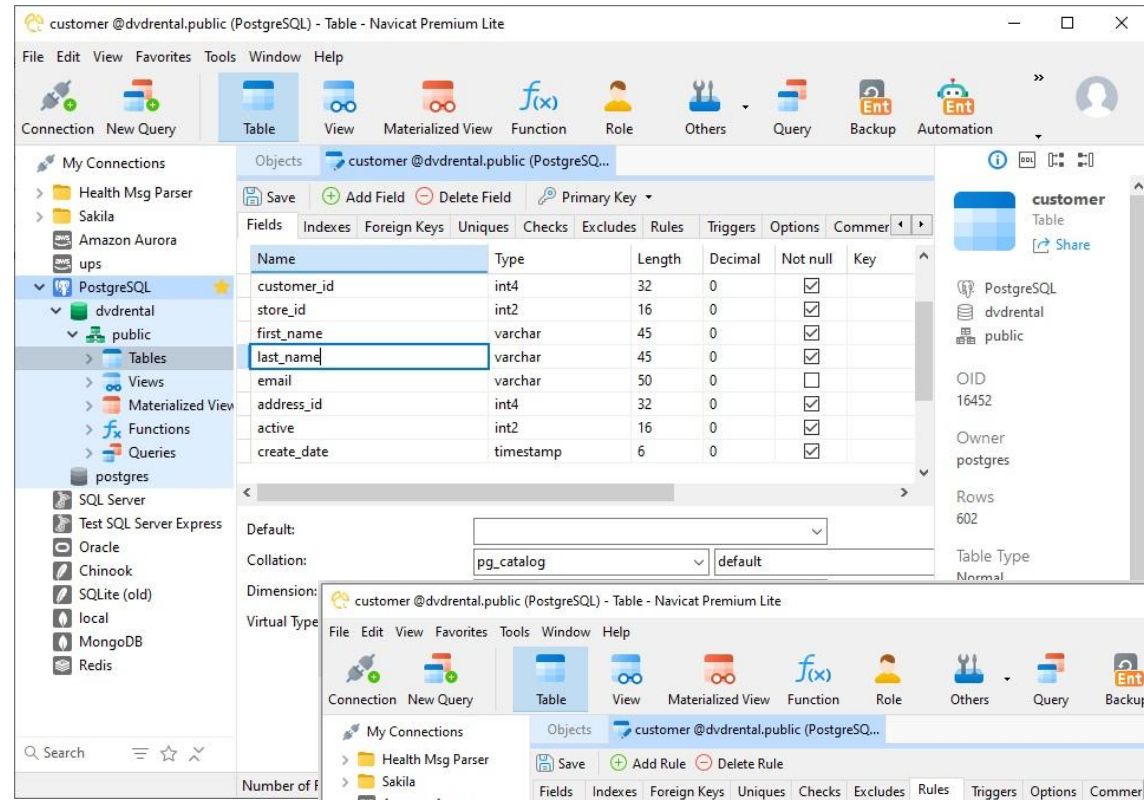 customer @dvdrental.public (PostgreSQL) - Table - Navicat Premium Lite
File Edit View Favorites Tools Window Help
Connection New Query Table View Materialized View Function Role Others Query Ent Backup Ent Automation
My Connections
Health Msg Parser
Sakila
aws Amazon Aurora
aws ups
PostgreSQL
dvdrental
public
Tables
Views
Materialized View
Functions
Queries
postgres
SQL Server
Test SQL Server Express
Oracle
Chinook
SQLite (old)
local
MongoDB
Redis
Search
Objects customer @dvdrental.public (PostgreSQ...
Save Add Field Delete Field Primary Key
Fields Indexes Foreign Keys Uniques Checks Excludes Rules Triggers Options Commer
Name Type Length Decimal Not null Key
customer_id int4 32 0
store_id int2 16 0
first_name varchar 45 0
last_name varchar 45 0
email varchar 50 0
address_id int4 32 0
active int2 16 0
create_date timestamp 6 0
Default:
Collation: pg_catalog default
Dimension:
Virtual Type
Number of F
DDL
customer
Table
Share
PostgreSQL
dvdrental
public
OID
16452
Owner
postgres
Rows
602
Table Type
Normal
customer @dvdrental.public (PostgreSQL) - Table - Navicat Premium Lite
File Edit View Favorites Tools Window Help
Connection New Query Table View Materialized View Function Role Others Query Ent Backup
My Connections
Health Msg Parser
Sakila
Objects customer @dvdrental.public (PostgreSQ...
Save Add Rule Delete Rule
Fields Indexes Foreign Keys Uniques Checks Excludes Rules Triggers Options Commer